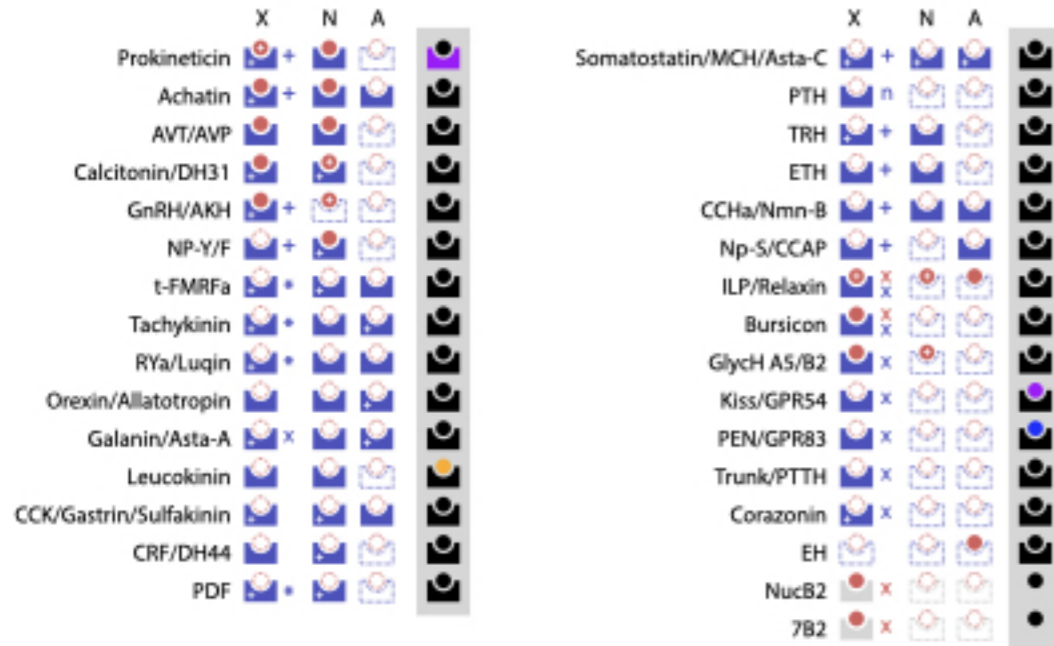 X N A
Prokineticin +
Achatin +
AVT/AVP
Calcitonin/DH31
GnRH/AKH +
NP-Y/F +
t-FMRFa
Tachykinin
RYa/Luqin
Orexin/Allatotropin
Galanin/Asta-A x
Leucokinin
CCK/Gastrin/Sulfakinin
CRF/DH44
PDF
X N A
Somatostatin/MCH/Asta-C +
PTH n
TRH +
ETH +
CCHa/Nmn-B +
Np-S/CCAP +
ILP/Relaxin x x
Bursicon x x
GlycH A5/B2 x
Kiss/GPR54 x
PEN/GPR83 x
Trunk/PTTH x
Corazonin x
EH
NucB2 x
7B2 x